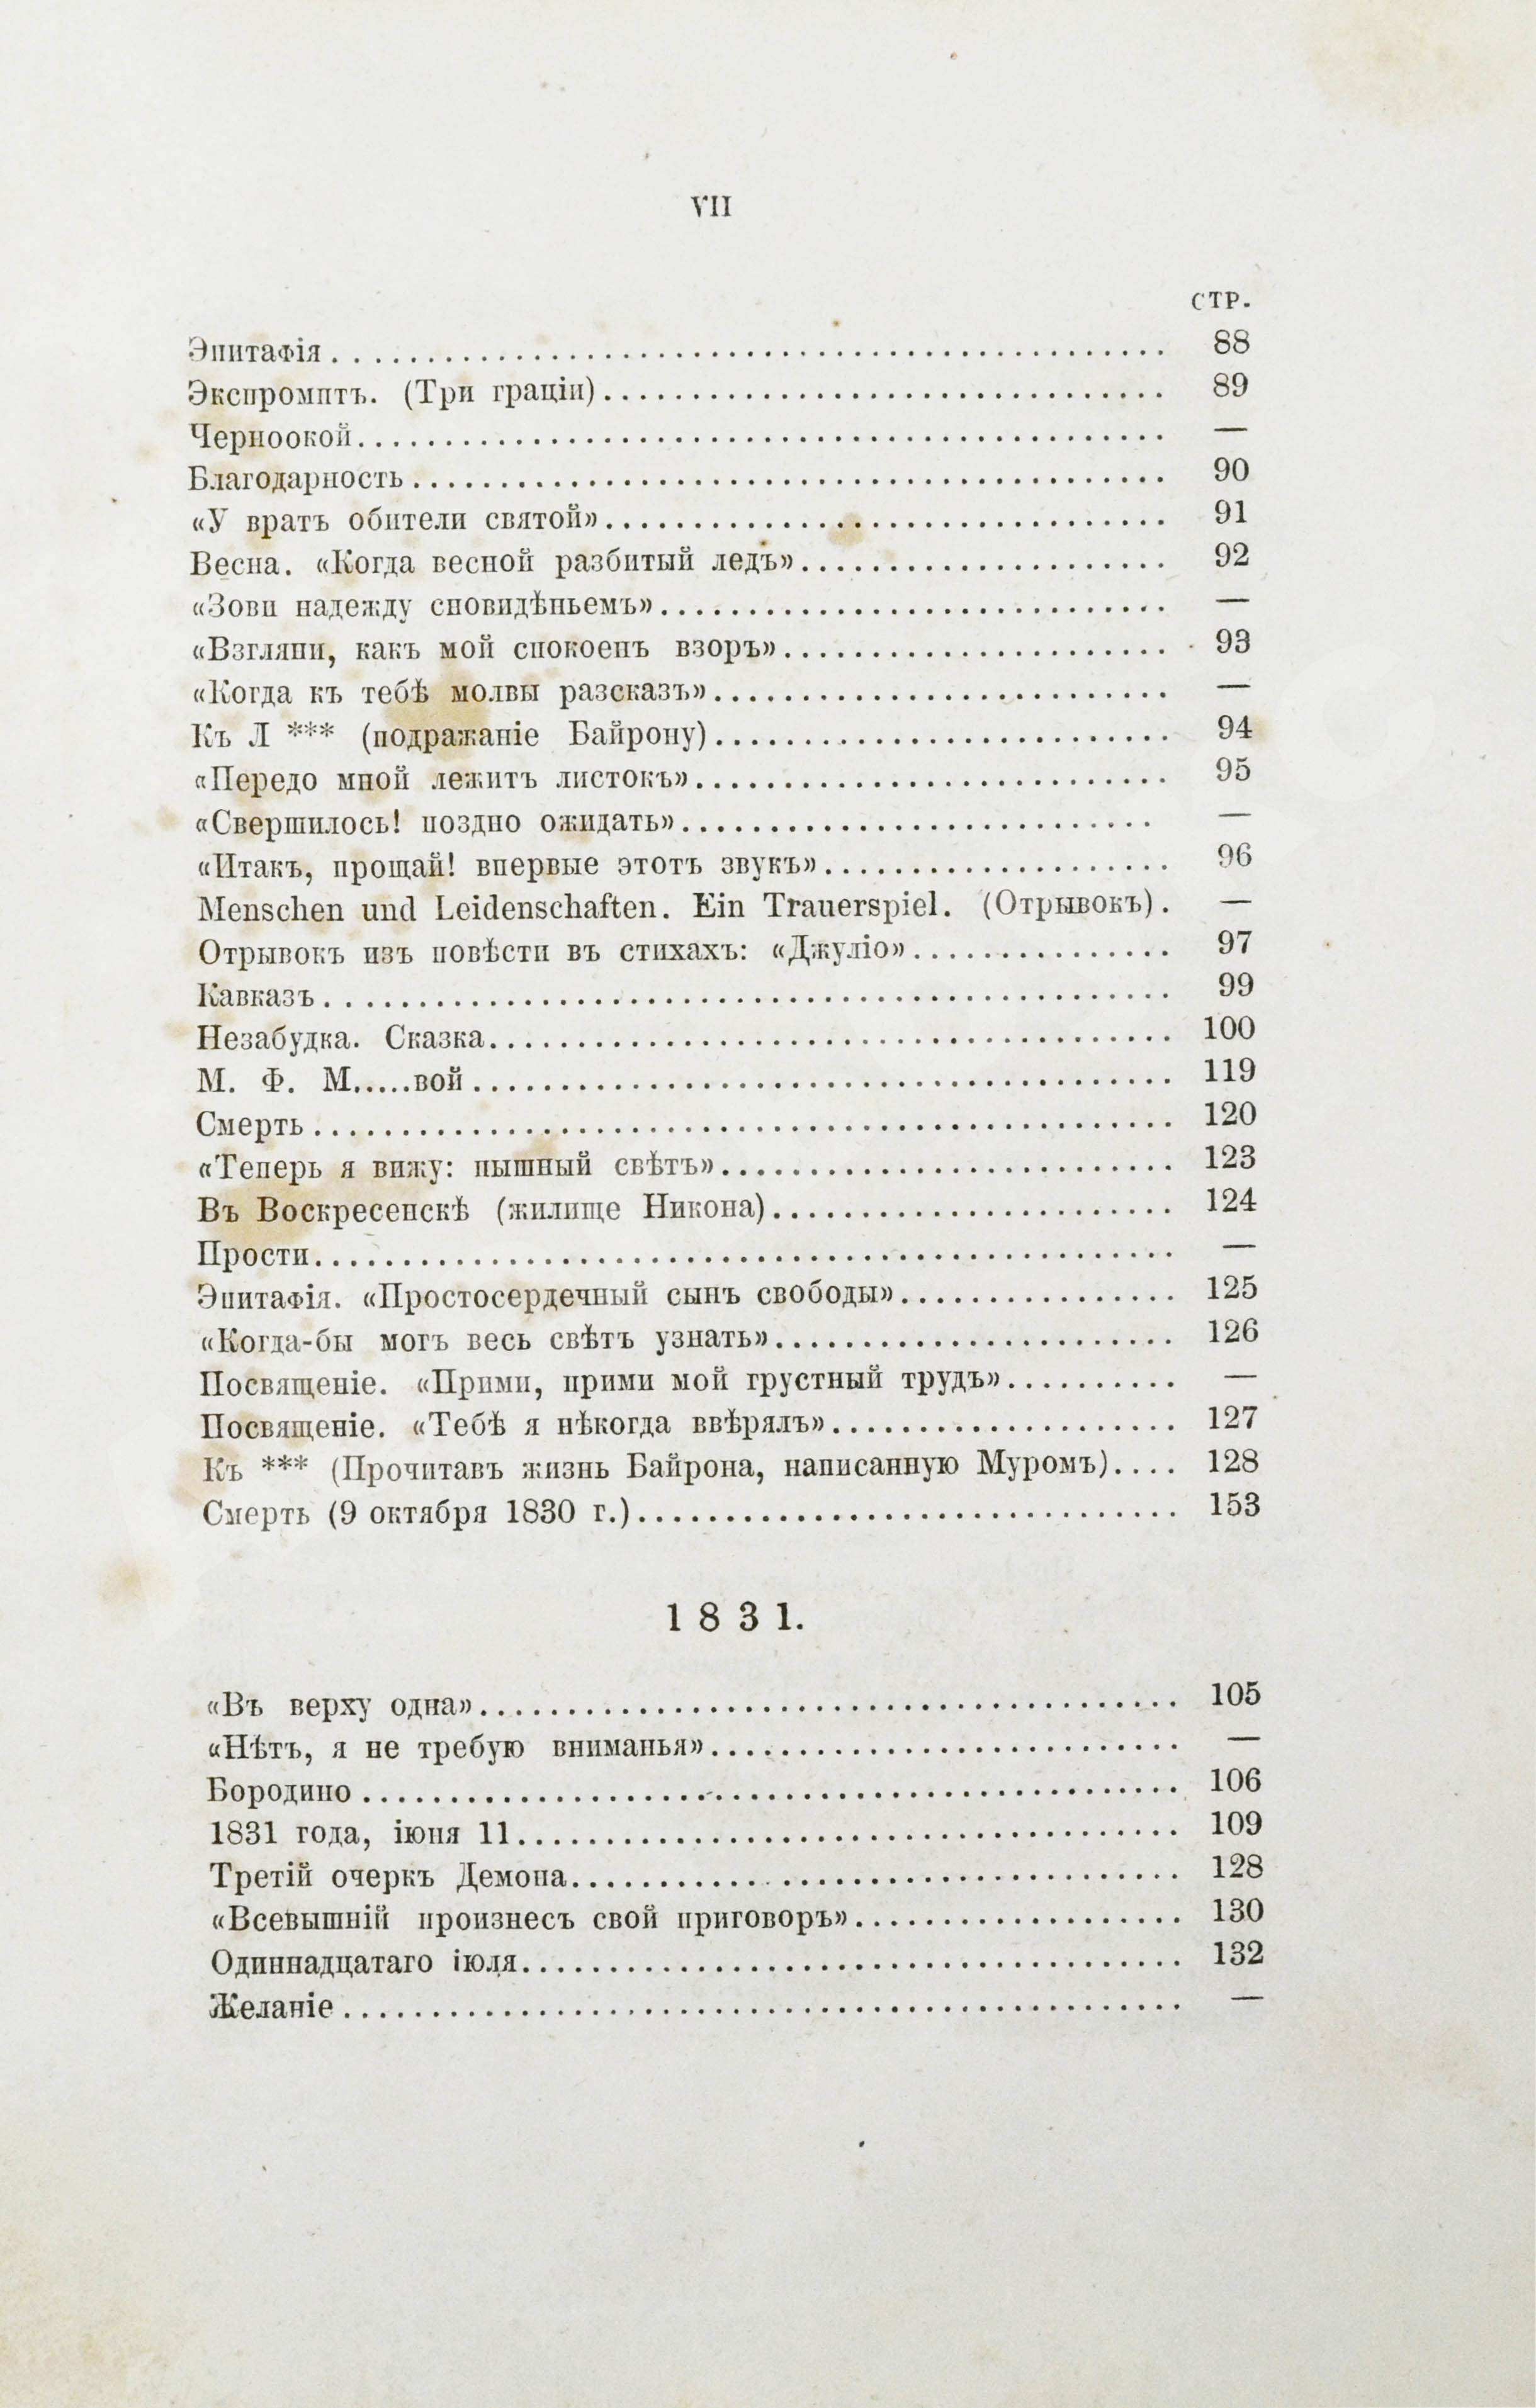 VII
СТР.
Эпитафія .................... 88
Экспромптъ. (Три граціи) .................... 89
Черноокой .................... —
Благодарность .................... 90
«У вратъ обители святой» .................... 91
Весна. «Когда весной разбитый ледъ» .................... 92
«Зови надежду сновидѣньемъ» .................... —
«Взгляни, какъ мой спокоенъ взоръ» .................... 93
«Когда къ тебѣ молвы разсказъ» .................... —
Къ Л *** (подражаніе Байрону) .................... 94
«Передо мной лежитъ листокъ» .................... 95
«Свершилось! поздно ожидать» .................... —
«Итакъ, прощай! впервые этотъ звукъ» .................... 96
Menschen und Leidenschaften. Ein Trauerspiel. (Отрывокъ) . —
Отрывокъ изъ повѣсти въ стихахъ: «Джуліо» .................... 97
Кавказъ .................... 99
Незабудка. Сказка .................... 100
М. Ф. М.....вой .................... 119
Смерть .................... 120
«Теперь я вижу: пышный свѣтъ» .................... 123
Въ Воскресенскѣ (жилище Никона) .................... 124
Прости .................... —
Эпитафія. «Простосердечный сынъ свободы» .................... 125
«Когда-бы могъ весь свѣтъ узнать» .................... 126
Посвященіе. «Прими, прими мой грустный трудъ» .......... —
Посвященіе. «Тебѣ я нѣкогда ввѣрялъ» .................... 127
Къ *** (Прочитавъ жизнь Байрона, написанную Муромъ) .... 128
Смерть (9 октября 1830 г.) .................... 153
1831.
«Въ верху одна» .................... 105
«Нѣтъ, я не требую вниманья» .................... —
Бородино .................... 106
1831 года, іюня 11 .................... 109
Третій очеркъ Демона .................... 128
«Всевышній произнесъ свой приговоръ» .................... 130
Одиннадцатаго іюля .................... 132
Желаніе .................... —